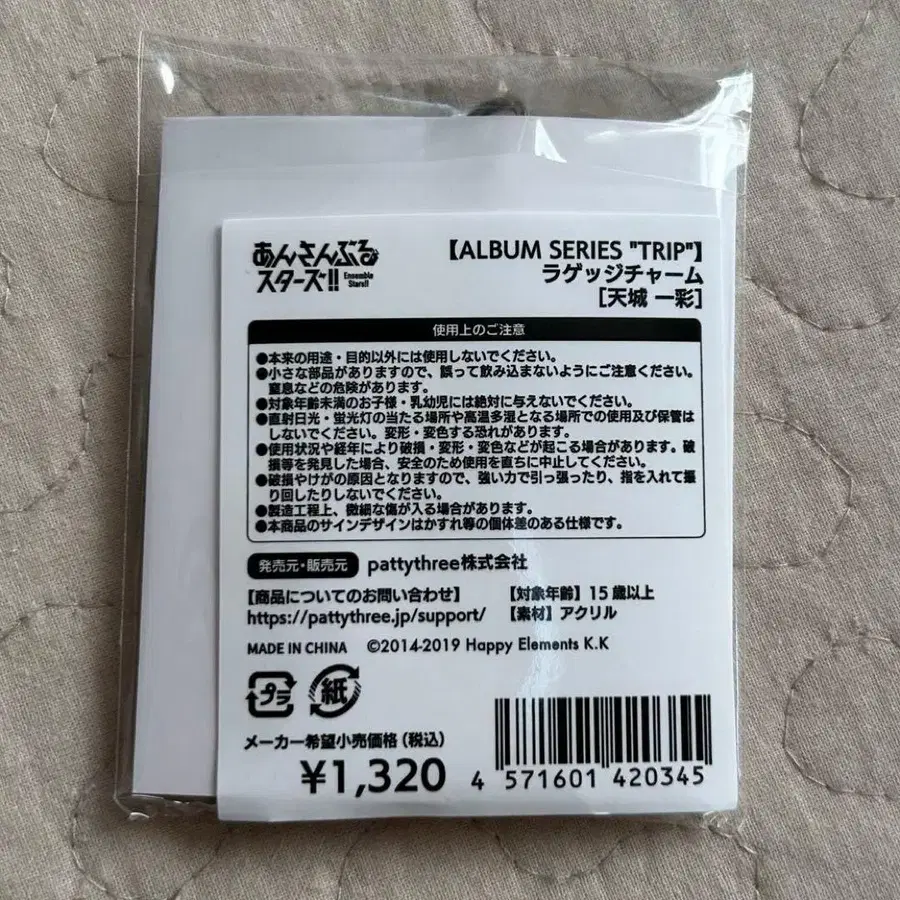 あんさんぶる
スターズ!!
Ensemble
Stars!!
【ALBUM SERIES "TRIP"】
ラゲッジチャーム
[天城 一彩]
使用上のご注意
●本来の用途・目的以外には使用しないでください。
●小さな部品がありますので、誤って飲み込まないようにご注意ください。
窒息などの危険があります。
●対象年齢未満のお子様・乳幼児には絶対に与えないでください。
●直射日光・蛍光灯の当たる場所や高温多湿となる場所での使用及び保管は
しないでください。変形・変色する恐れがあります。
●使用状況や経年により破損・変形・変色などが起こる場合があります。破
損等を発見した場合、安全のため使用を直ちに中止してください。
●破損やけがの原因となりますので、強い力で引っ張ったり、指を入れて振
り回したりしないでください。
●製造工程上、微細な傷が入る場合があります。
●本商品のサインデザインはかすれ等の個体差のある仕様です。
発売元・販売元 pattythree株式会社
【商品についてのお問い合わせ】 【対象年齢】15歳以上
https://pattythree.jp/support/ 【素材】アクリル
MADE IN CHINA ©2014-2019 Happy Elements K.K
プラ 紙
メーカー希望小売価格(税込)
¥1,320
4 571601 420345